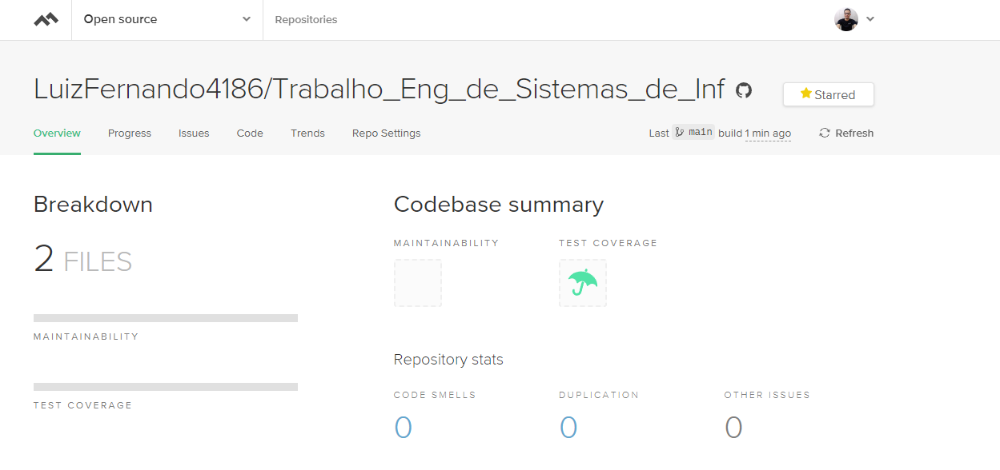 Open source
Repositories
LuizFernando4186/Trabalho_Eng_de_Sistemas_de_Inf
Starred
Overview
Progress
Issues
Code
Trends
Repo Settings
Last main build 1 min ago
Refresh
Breakdown
2 FILES
MAINTAINABILITY
TEST COVERAGE
Codebase summary
MAINTAINABILITY
TEST COVERAGE
Repository stats
CODE SMELLS
DUPLICATION
OTHER ISSUES
0
0
0